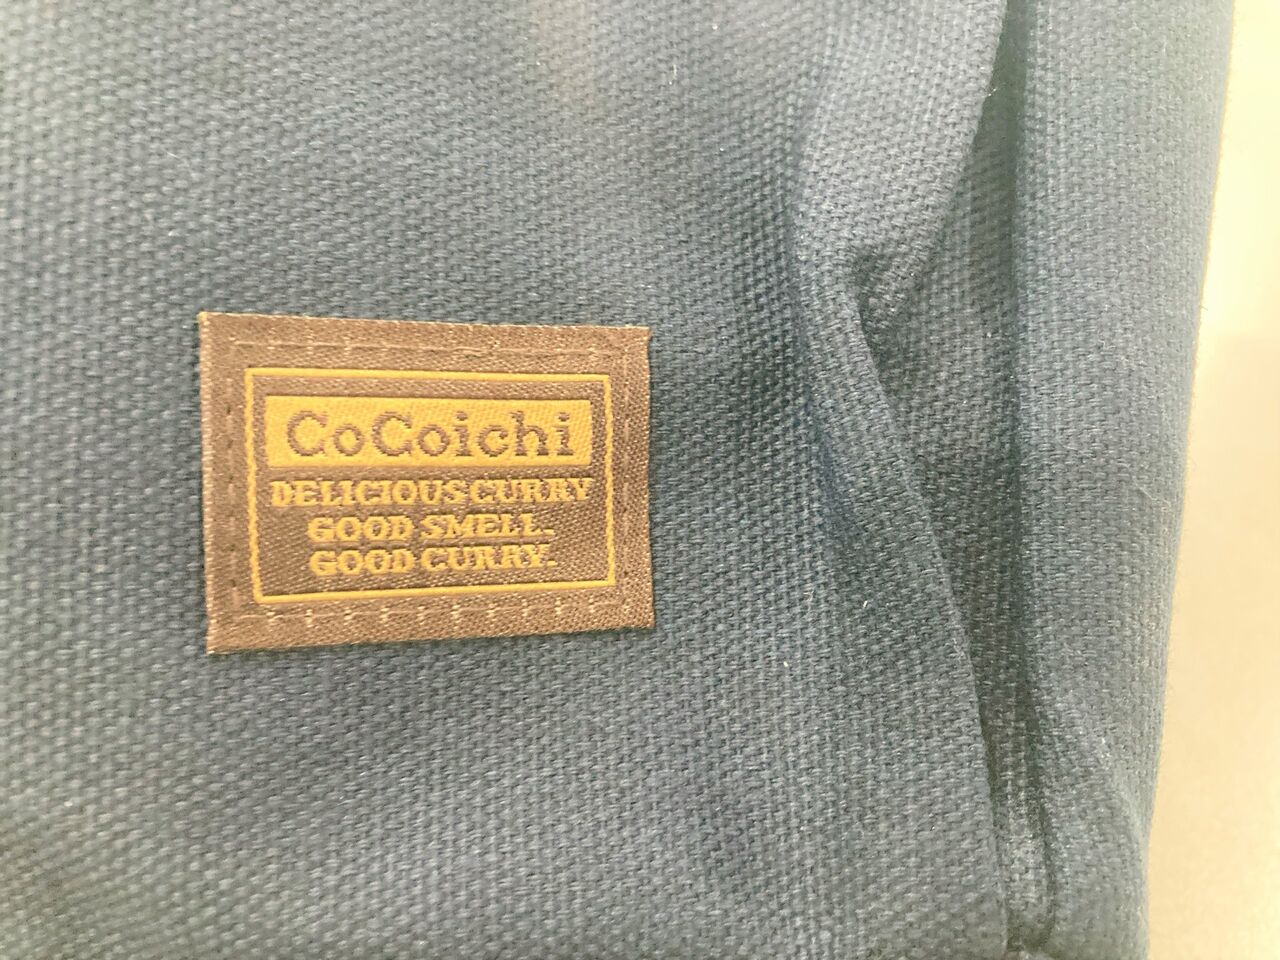 CoCoichi
DELICIOUS CURRY
GOOD SMELL.
GOOD CURRY.